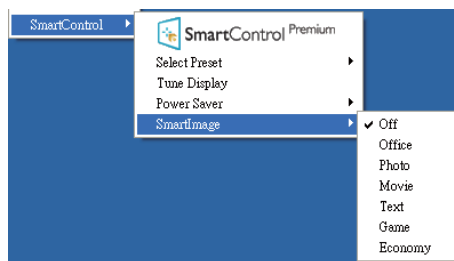 SmartControl
SmartControl Premium
Select Preset
Tune Display
Power Saver
SmartImage
Off
Office
Photo
Movie
Text
Game
Economy